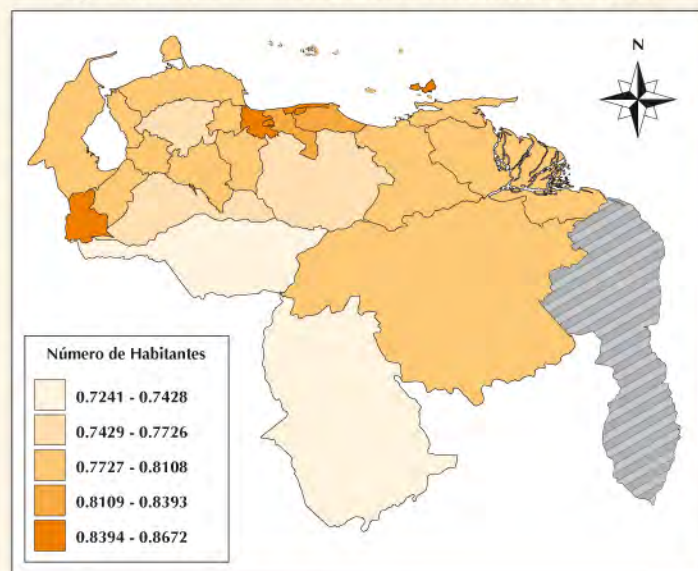 N
Número de Habitantes
0.7241 - 0.7428
0.7429 - 0.7726
0.7727 - 0.8108
0.8109 - 0.8393
0.8394 - 0.8672